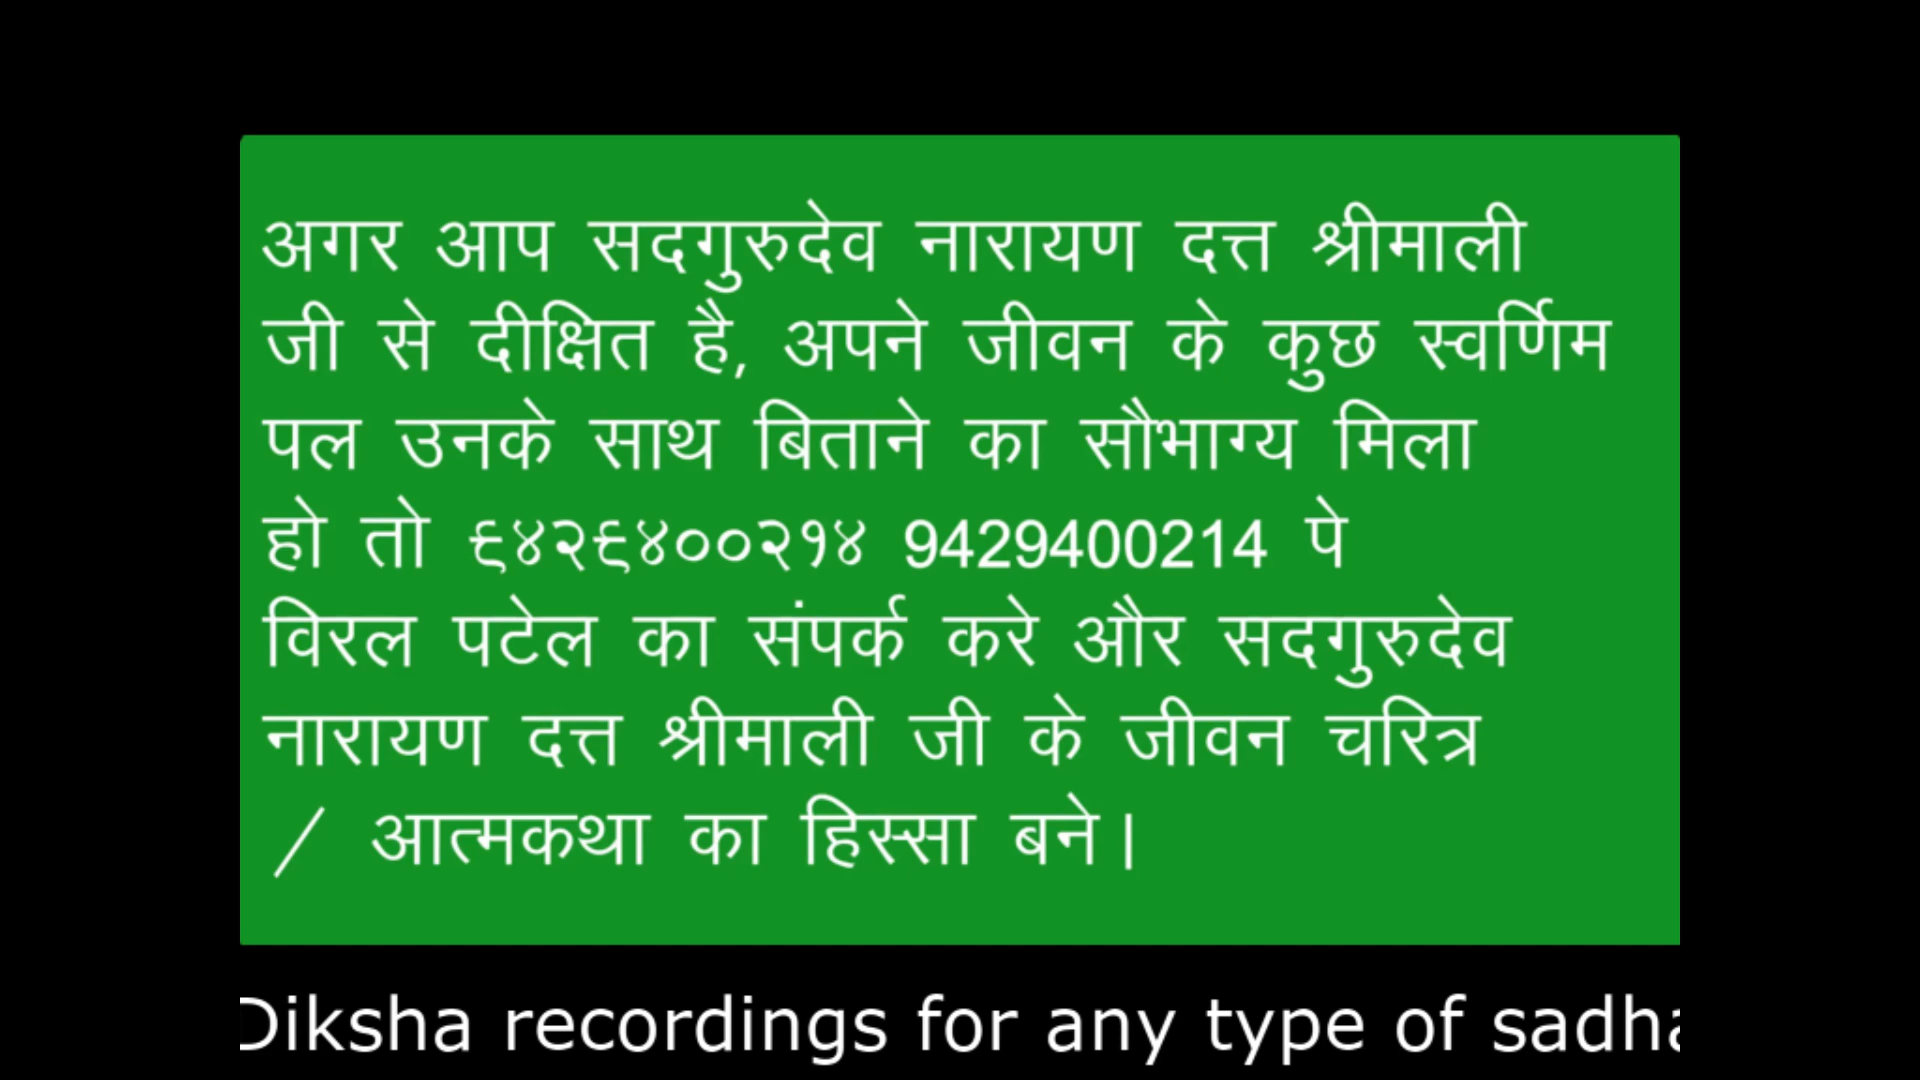 अगर आप सदगुरुदेव नारायण दत्त श्रीमाली
जी से दीक्षित है, अपने जीवन के कुछ स्वर्णिम
पल उनके साथ बिताने का सौभाग्य मिला
हो तो ९४२९४००२१४ 9429400214 पे
विरल पटेल का संपर्क करे और सदगुरुदेव
नारायण दत्त श्रीमाली जी के जीवन चरित्र
/ आत्मकथा का हिस्सा बने।
Diksha recordings for any type of